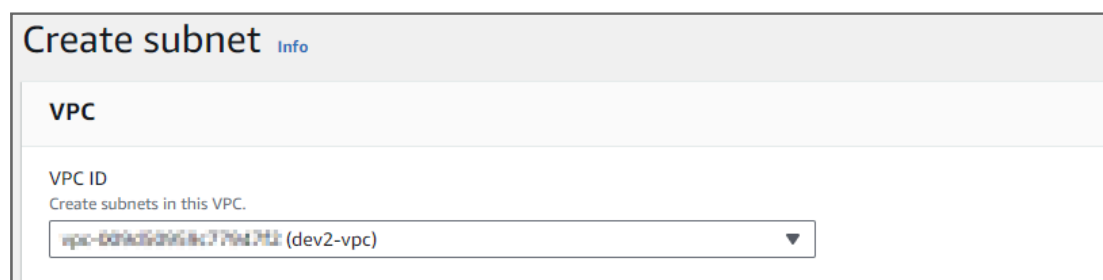 Create subnet Info
VPC
VPC ID
Create subnets in this VPC.
(dev2-vpc)